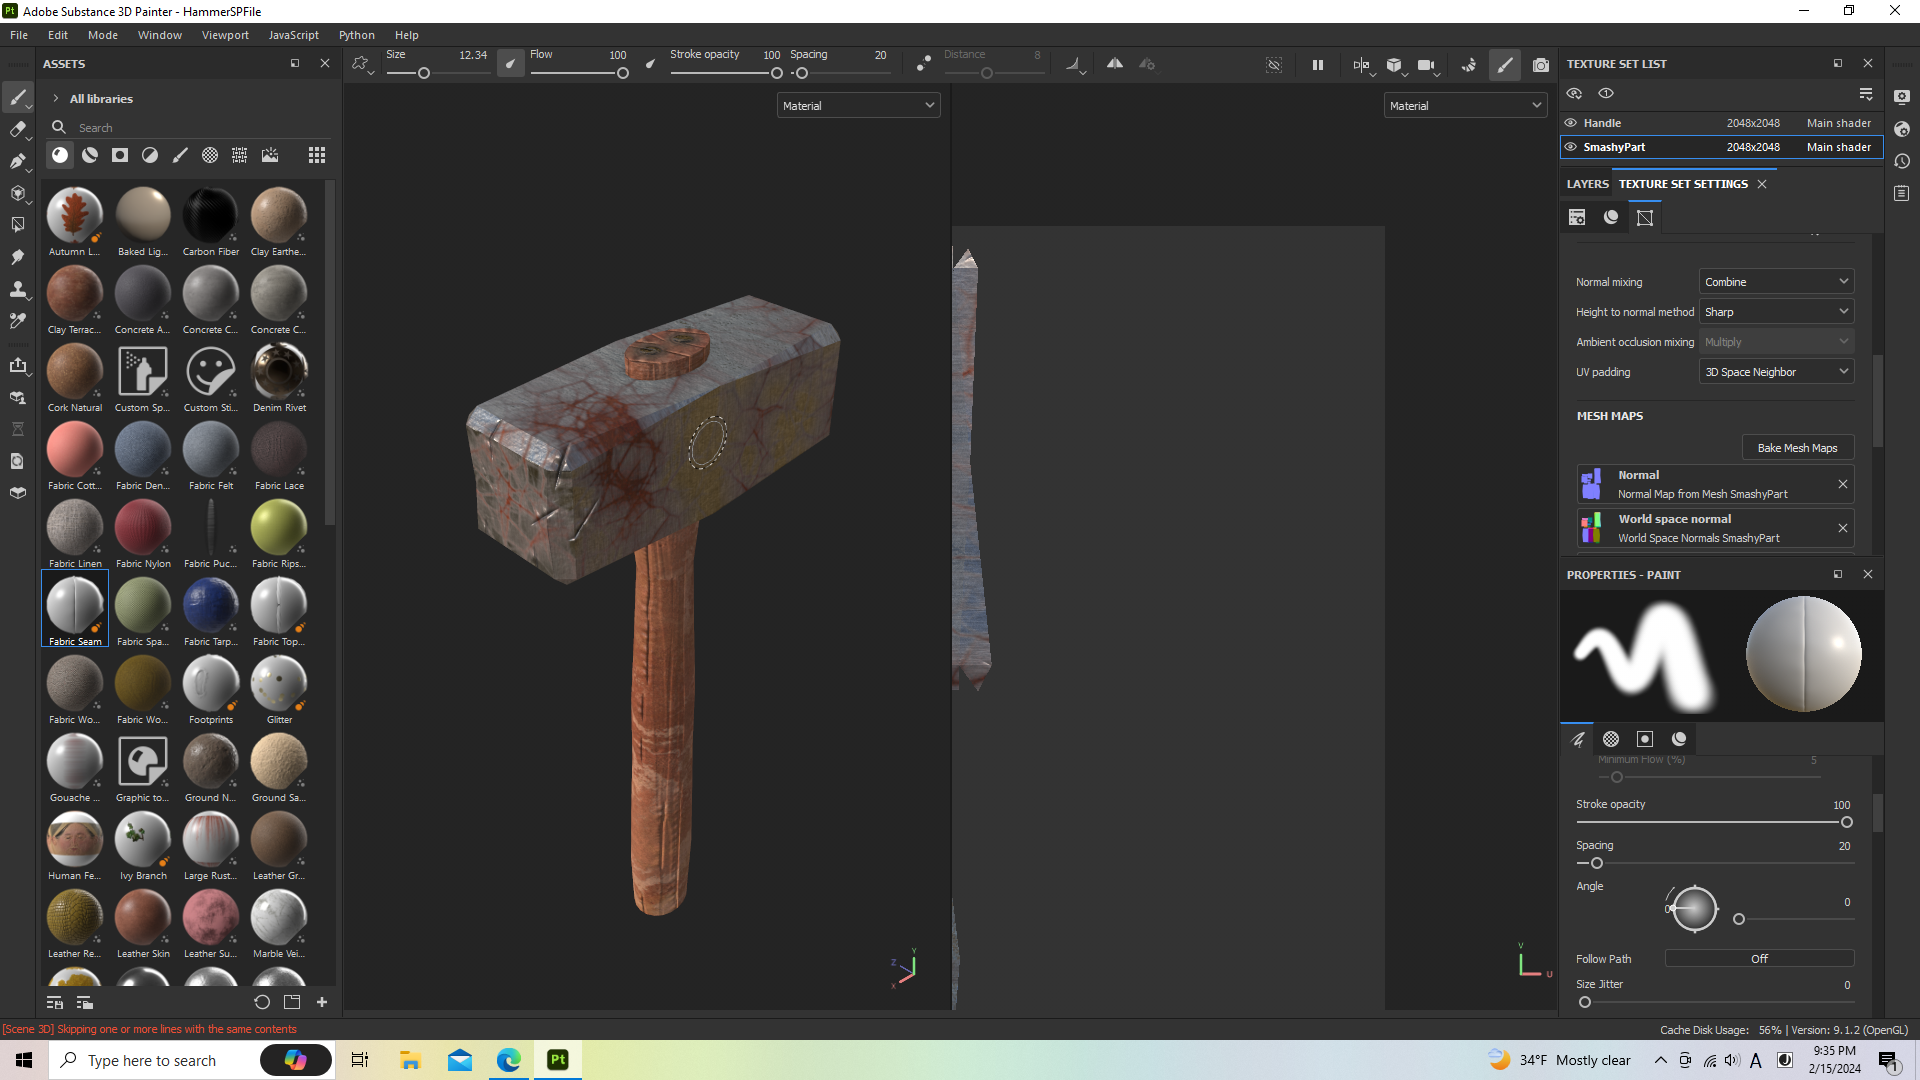 Adobe Substance 3D Painter - HammerSPFile
File Edit Mode Window Viewport JavaScript Python Help
ASSETS
All libraries
Search
Autumn L... Baked Lig... Carbon Fiber Clay Earthe...
Clay Terrac... Concrete A... Concrete C... Concrete C...
Cork Natural Custom Sp... Custom Sti... Denim Rivet
Fabric Cott... Fabric Den... Fabric Felt Fabric Lace
Fabric Linen Fabric Nylon Fabric Puc... Fabric Rips...
Fabric Seam Fabric Spa... Fabric Tarp... Fabric Top...
Fabric Wo... Fabric Wo... Footprints Glitter
Gouache ... Graphic to... Ground N... Ground Sa...
Human Fe... Ivy Branch Large Rust... Leather Gr...
Leather Re... Leather Skin Leather Su... Marble Vei...
Size 12.34 Flow 100 Stroke opacity 100 Spacing 20 Distance 8
Material
Material
Y
Z
X
V
U
TEXTURE SET LIST
Handle 2048x2048 Main shader
SmashyPart 2048x2048 Main shader
LAYERS TEXTURE SET SETTINGS
Normal mixing Combine
Height to normal method Sharp
Ambient occlusion mixing Multiply
UV padding 3D Space Neighbor
MESH MAPS
Bake Mesh Maps
Normal
Normal Map from Mesh SmashyPart
World space normal
World Space Normals SmashyPart
PROPERTIES - PAINT
Minimum Flow (%) 5
Stroke opacity 100
Spacing 20
Angle 0 0
Follow Path Off
Size Jitter 0
[Scene 3D] Skipping one or more lines with the same contents
Cache Disk Usage: 56% | Version: 9.1.2 (OpenGL)
Type here to search
Pt
34°F Mostly clear
A
9:35 PM
2/15/2024
1